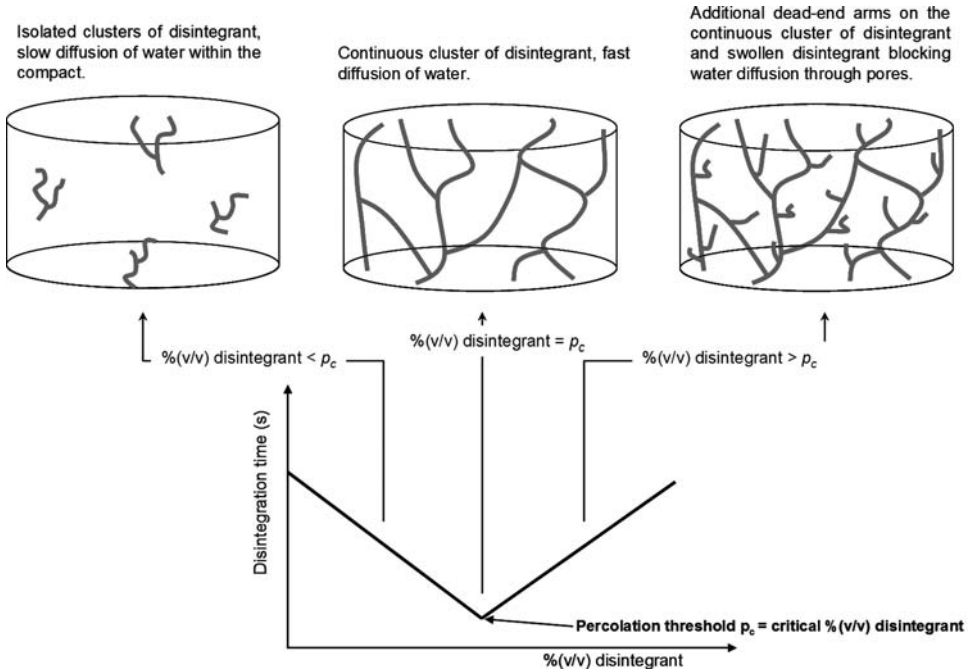 Isolated clusters of disintegrant,
slow diffusion of water within the
compact.
Continuous cluster of disintegrant, fast
diffusion of water.
Additional dead-end arms on the
continuous cluster of disintegrant
and swollen disintegrant blocking
water diffusion through pores.
%(v/v) disintegrant < pc
%(v/v) disintegrant = pc
%(v/v) disintegrant > pc
Disintegration time (s)
Percolation threshold pc = critical %(v/v) disintegrant
%(v/v) disintegrant